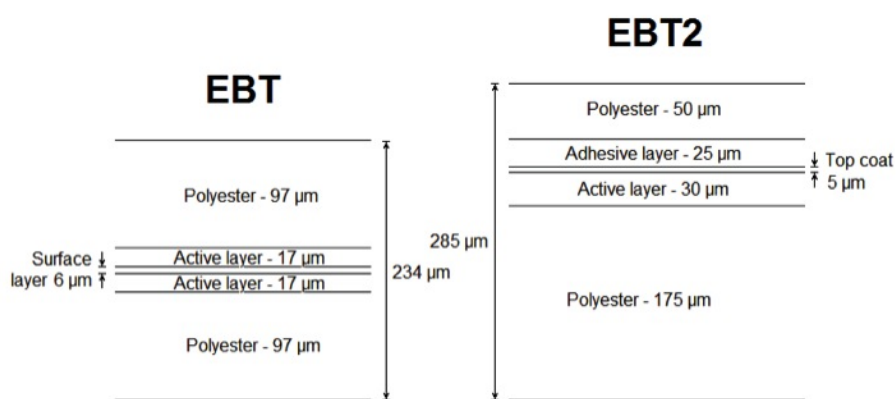 EBT
Polyester - 97 µm
Surface
layer 6 µm
Active layer - 17 µm
Active layer - 17 µm
234 µm
Polyester - 97 µm
EBT2
Polyester - 50 µm
Adhesive layer - 25 µm
Top coat
5 µm
Active layer - 30 µm
285 µm
Polyester - 175 µm